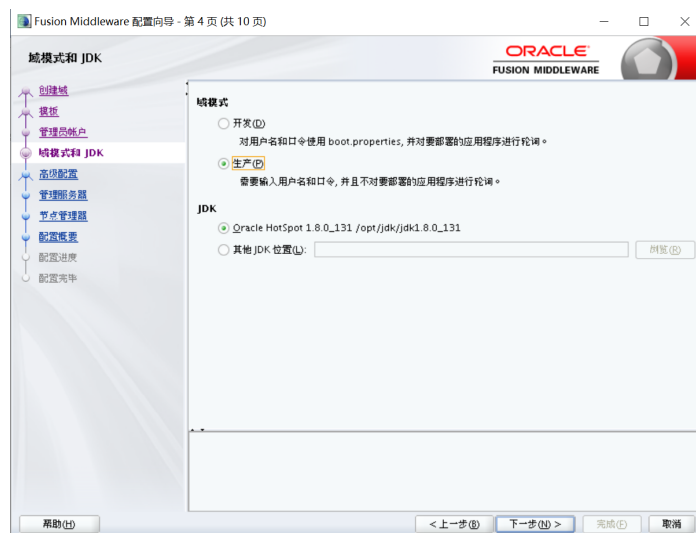 Fusion Middleware 配置向导 - 第 4 页 (共 10 页)
域模式和 JDK
ORACLE
FUSION MIDDLEWARE
创建域
模板
管理员帐户
域模式和 JDK
高级配置
管理服务器
节点管理器
配置概要
配置进度
配置完毕
域模式
开发(D)
对用户名和口令使用 boot.properties, 并对要部署的应用程序进行轮询。
生产(P)
需要输入用户名和口令, 并且不对要部署的应用程序进行轮询。
JDK
Oracle HotSpot 1.8.0_131 /opt/jdk/jdk1.8.0_131
其他 JDK 位置(L):
浏览(R)
帮助(H)
< 上一步(B)
下一步(N) >
完成(F)
取消